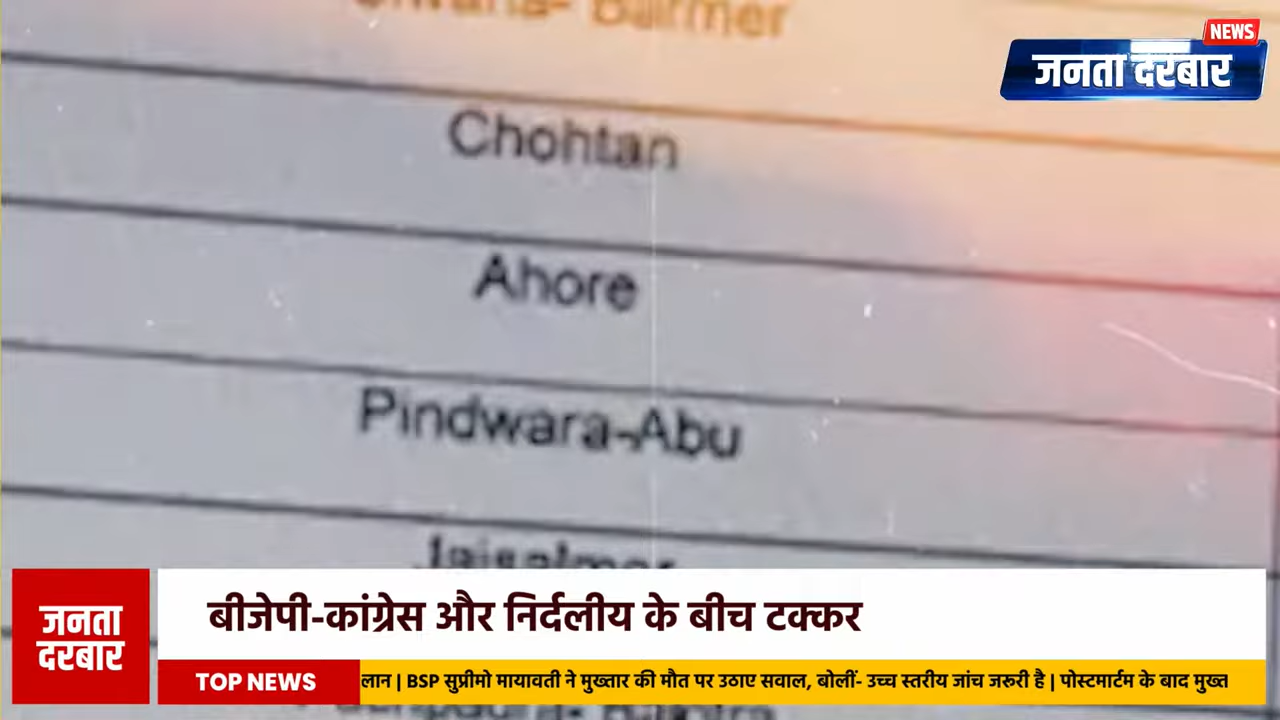 Barmer
NEWS
जनता दरबार
Chohtan
Ahore
Pindwara-Abu
Jaisalmer
जनता
दरबार
बीजेपी-कांग्रेस और निर्दलीय के बीच टक्कर
TOP NEWS
लान | BSP सुप्रीमो मायावती ने मुख्तार की मौत पर उठाए सवाल, बोलीं- उच्च स्तरीय जांच जरूरी है | पोस्टमार्टम के बाद मुख्त